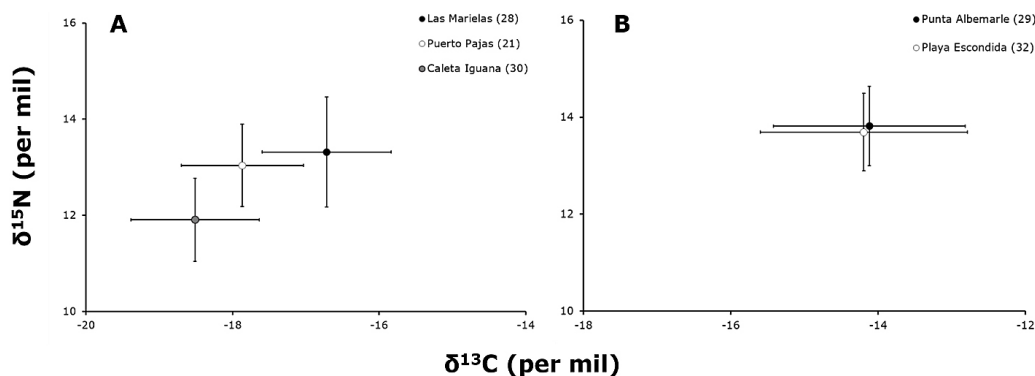 A
Las Marielas (28)
Puerto Pajas (21)
Caleta Iguana (30)
16
14
12
10
-20
-18
-16
-14
B
Punta Albemarle (29)
Playa Escondida (32)
16
14
12
10
-18
-16
-14
-12
δ¹⁵N (per mil)
δ¹³C (per mil)